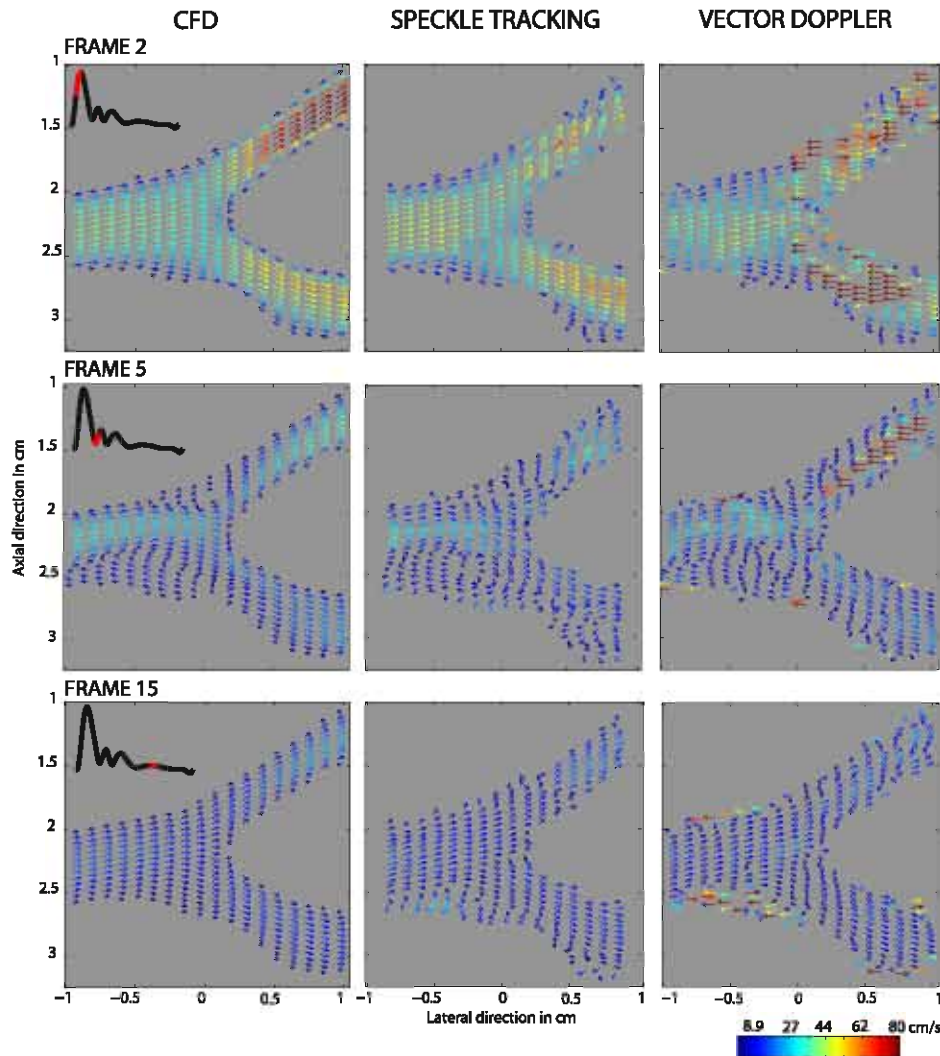 CFD SPECKLE TRACKING VECTOR DOPPLER
FRAME 2
1
1.5
2
2.5
3
FRAME 5
1
1.5
2
2.5
3
Axial direction in cm
FRAME 15
1
1.5
2
2.5
3
−1 −0.5 0 0.5 1 −1 −0.5 0 0.5 1 −1 −0.5 0 0.5 1
Lateral direction in cm
8.9 27 44 62 80 cm/s